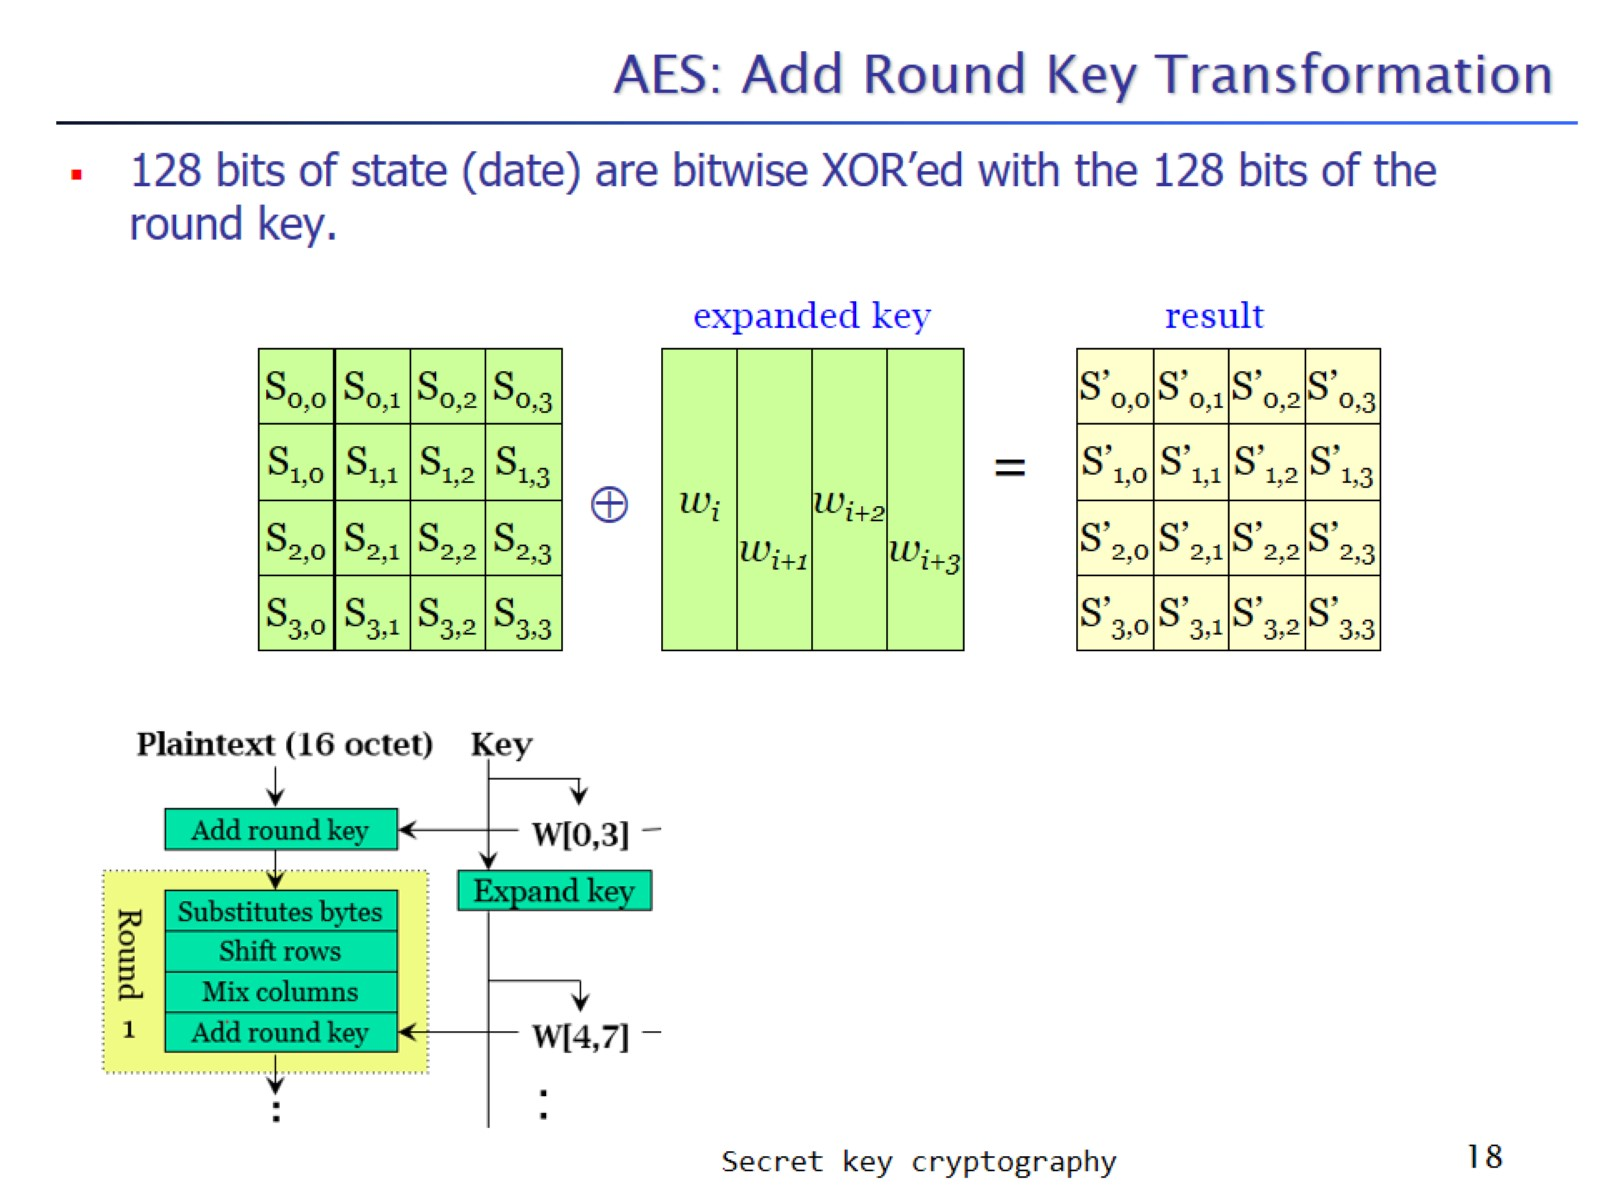 AES: Add Round Key Transformation
▪ 128 bits of state (date) are bitwise XOR’ed with the 128 bits of the
round key.
expanded key result
S0,0 S0,1 S0,2 S0,3 S’0,0 S’0,1 S’0,2 S’0,3
S1,0 S1,1 S1,2 S1,3 S’1,0 S’1,1 S’1,2 S’1,3
⊕ wi wi+1 wi+2 wi+3 =
S2,0 S2,1 S2,2 S2,3 S’2,0 S’2,1 S’2,2 S’2,3
S3,0 S3,1 S3,2 S3,3 S’3,0 S’3,1 S’3,2 S’3,3
Plaintext (16 octet) Key
Add round key W[0,3]
Expand key
Round 1
Substitutes bytes
Shift rows
Mix columns
Add round key W[4,7]
Secret key cryptography 18